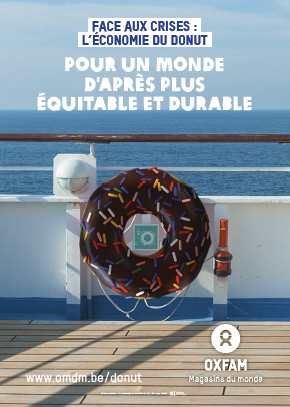 FACE AUX CRISES :
L'ÉCONOMIE DU DONUT
POUR UN MONDE
D'APRÈS PLUS
ÉQUITABLE ET DURABLE
www.omdm.be/donut
OXFAM
Magasins du monde